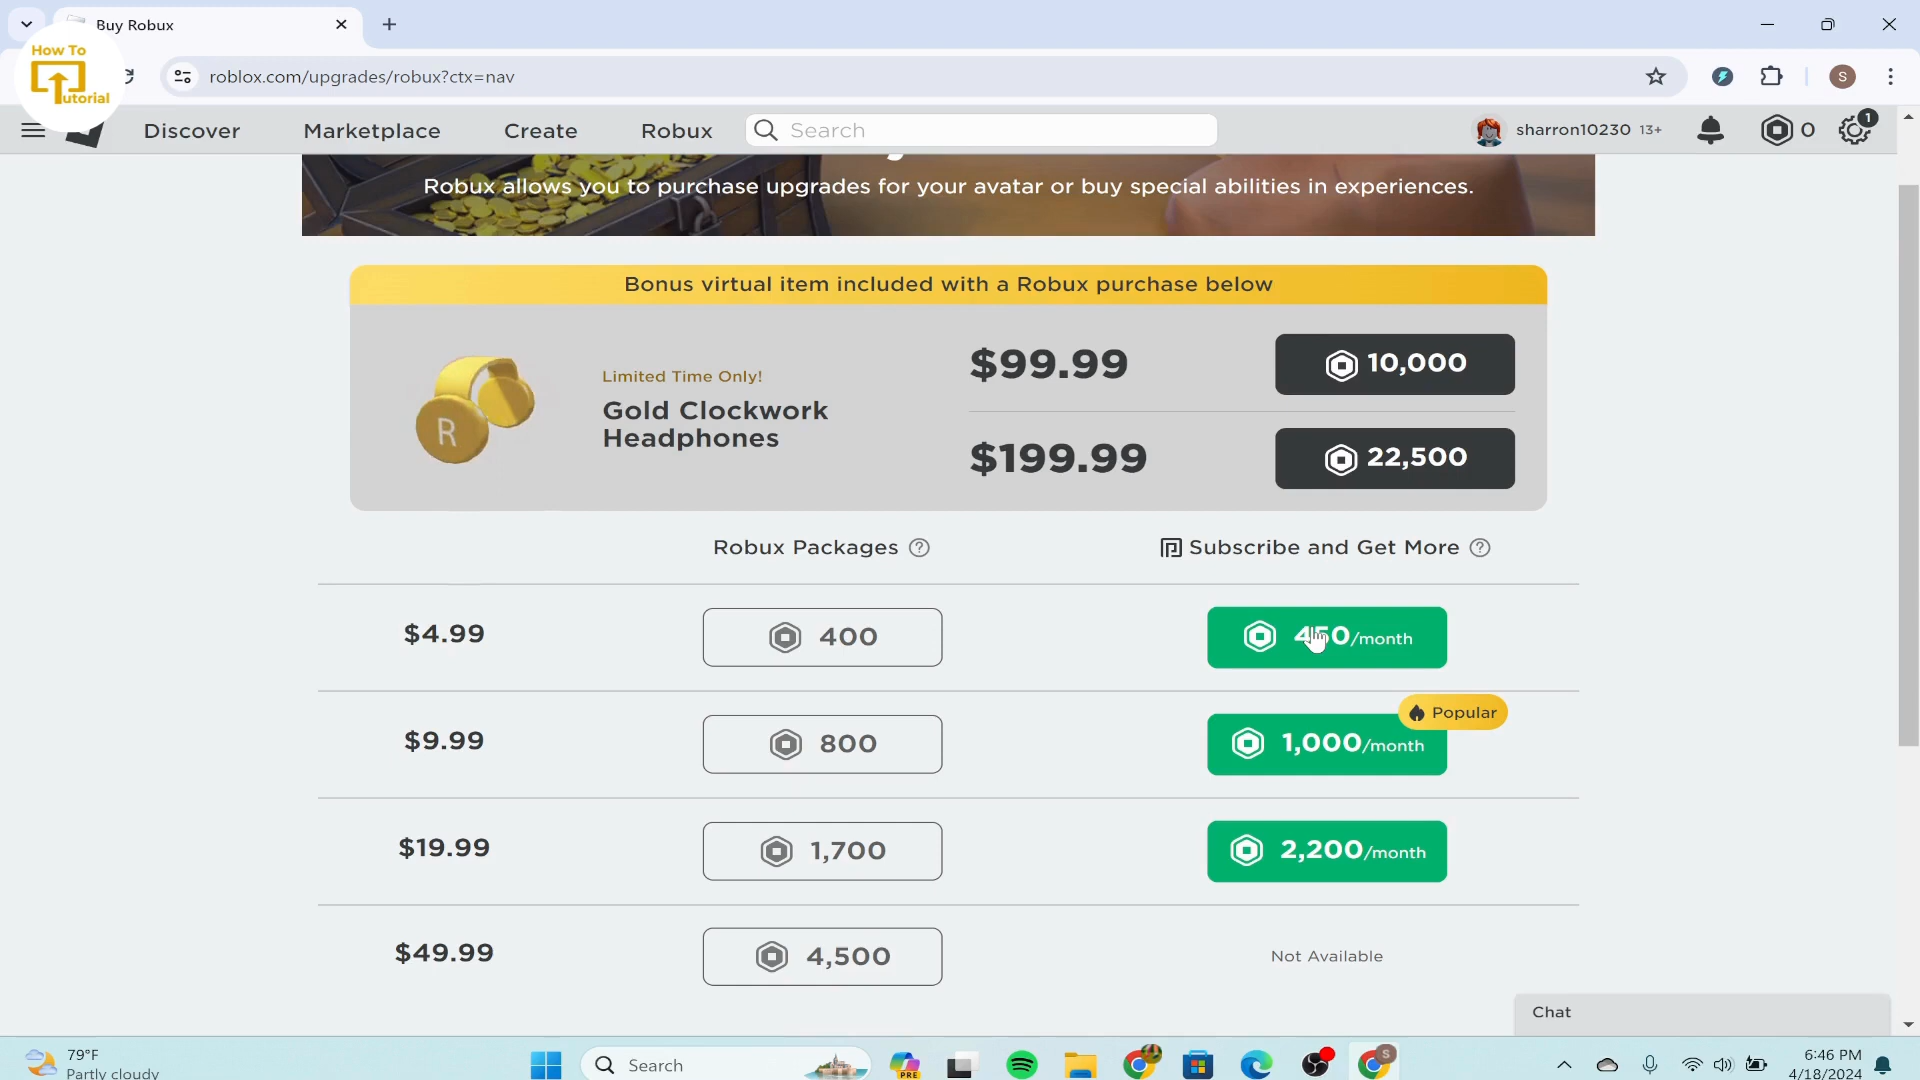 Buy Robux
How To
Tutorial
roblox.com/upgrades/robux?ctx=nav
S
Discover
Marketplace
Create
Robux
Search
sharron10230 13+
0
1
Robux allows you to purchase upgrades for your avatar or buy special abilities in experiences.
Bonus virtual item included with a Robux purchase below
R
Limited Time Only!
Gold Clockwork
Headphones
$99.99
10,000
$199.99
22,500
Robux Packages ?
Subscribe and Get More ?
$4.99
400
450/month
Popular
$9.99
800
1,000/month
$19.99
1,700
2,200/month
$49.99
4,500
Not Available
Chat
79°F
Partly cloudy
Search
PRE
S
6:46 PM
4/18/2024